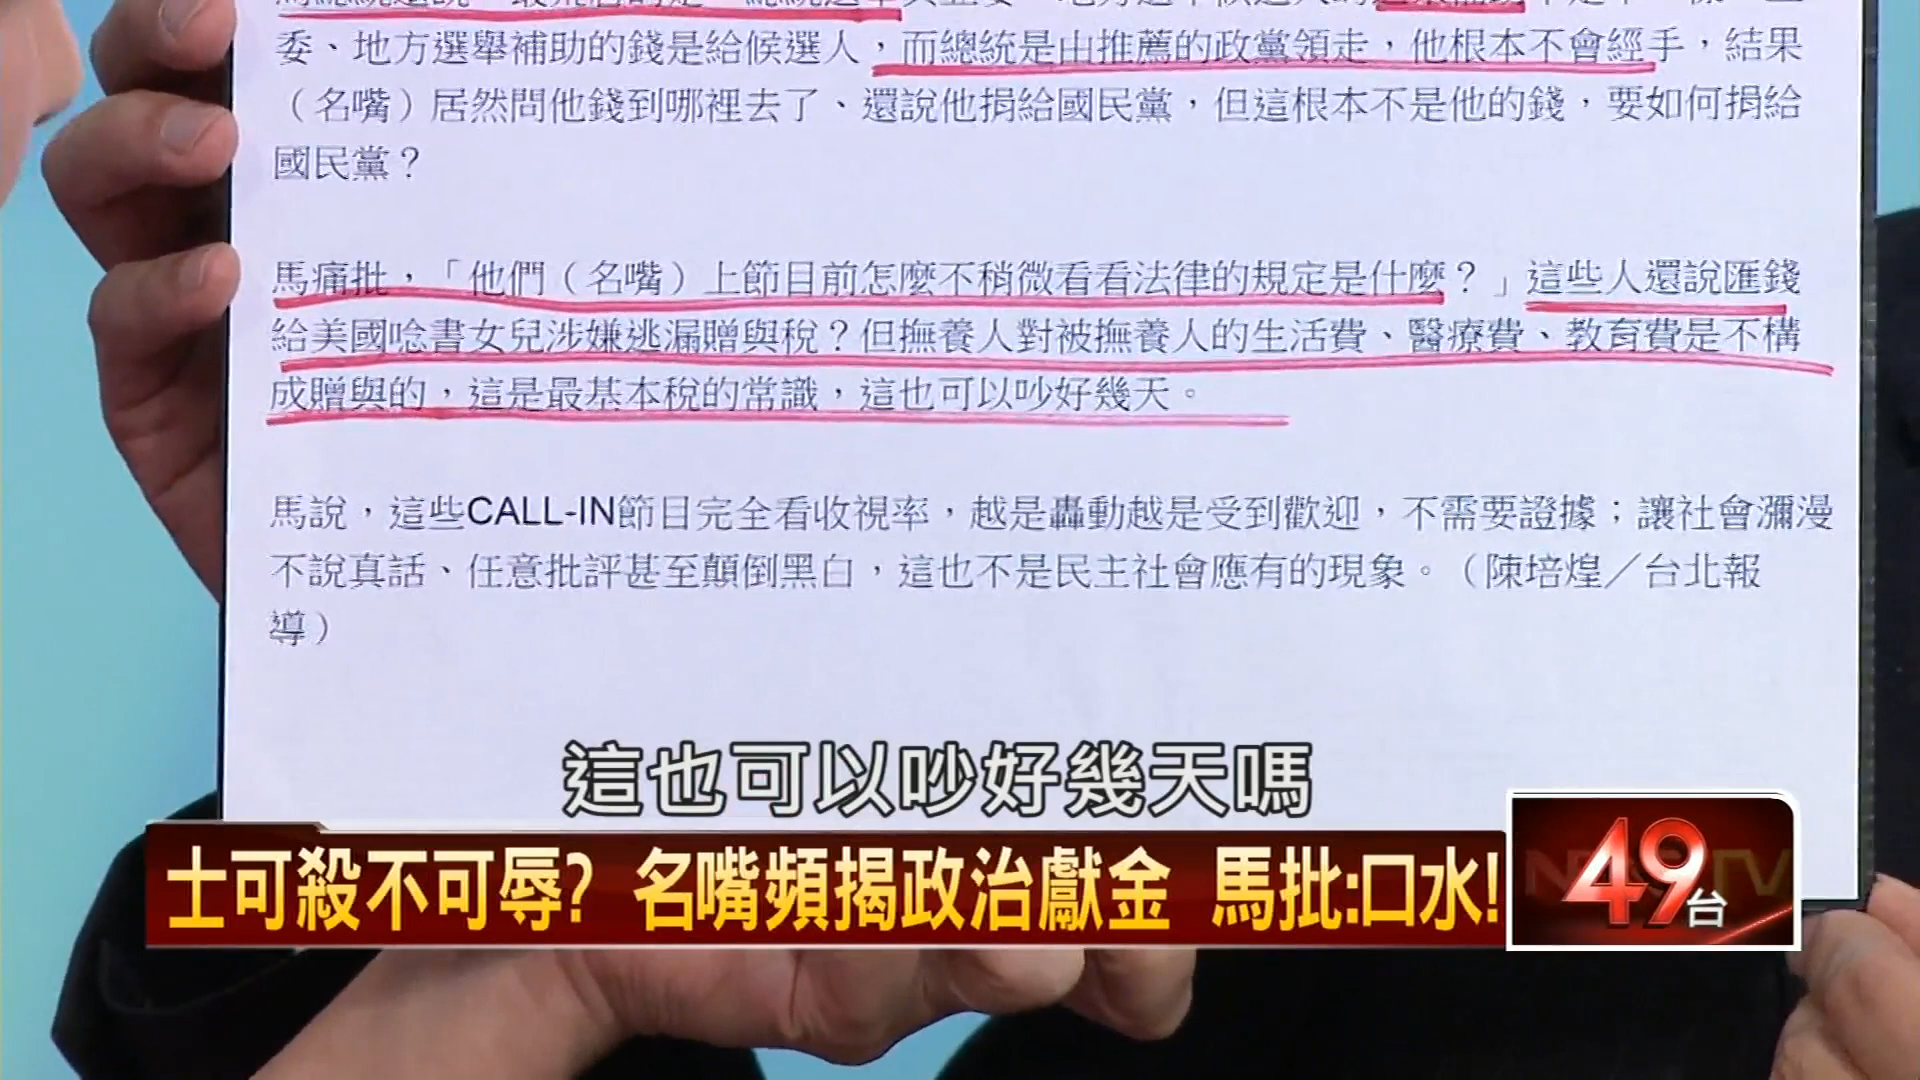 委、地方選舉補助的錢是給候選人，而總統是由推薦的政黨領走，他根本不會經手，結果
（名嘴）居然問他錢到哪裡去了、還說他捐給國民黨，但這根本不是他的錢，要如何捐給
國民黨？
馬痛批，「他們（名嘴）上節目前怎麼不稍微看看法律的規定是什麼？」這些人還說匯錢
給美國唸書女兒涉嫌逃漏贈與稅？但撫養人對被撫養人的生活費、醫療費、教育費是不構
成贈與的，這是最基本稅的常識，這也可以吵好幾天。
馬說，這些CALL-IN節目完全看收視率，越是轟動越是受到歡迎，不需要證據；讓社會瀰漫
不說真話、任意批評甚至顛倒黑白，這也不是民主社會應有的現象。（陳培煌／台北報
導）
這也可以吵好幾天嗎
士可殺不可辱? 名嘴頻揭政治獻金 馬批:口水!
49台